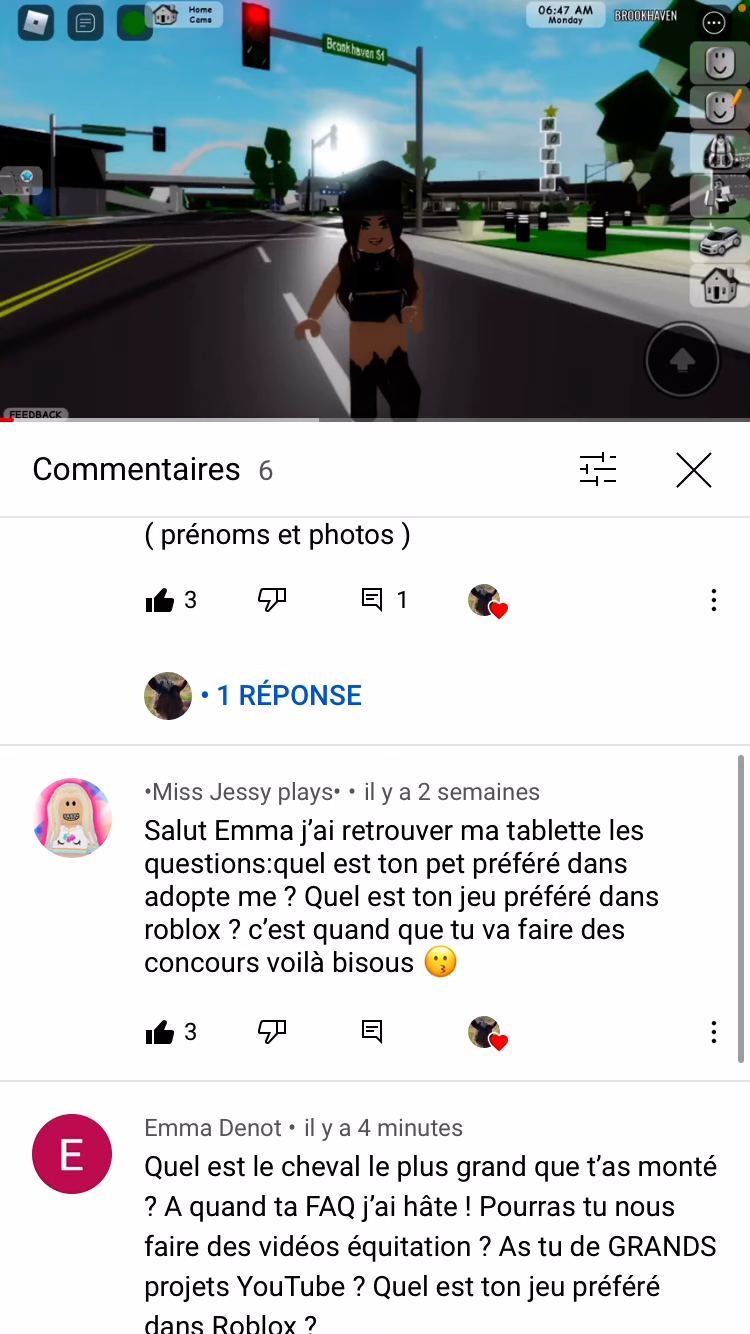 Home
Cams
06:47 AM
Monday
BROOKHAVEN
Brookhaven St
MOTEL
FEEDBACK
Commentaires 6
( prénoms et photos )
3
1
• 1 RÉPONSE
•Miss Jessy plays• • il y a 2 semaines
Salut Emma j’ai retrouver ma tablette les
questions:quel est ton pet préféré dans
adopte me ? Quel est ton jeu préféré dans
roblox ? c’est quand que tu va faire des
concours voilà bisous 😗
3
E
Emma Denot • il y a 4 minutes
Quel est le cheval le plus grand que t’as monté
? A quand ta FAQ j’ai hâte ! Pourras tu nous
faire des vidéos équitation ? As tu de GRANDS
projets YouTube ? Quel est ton jeu préféré
dans Roblox ?